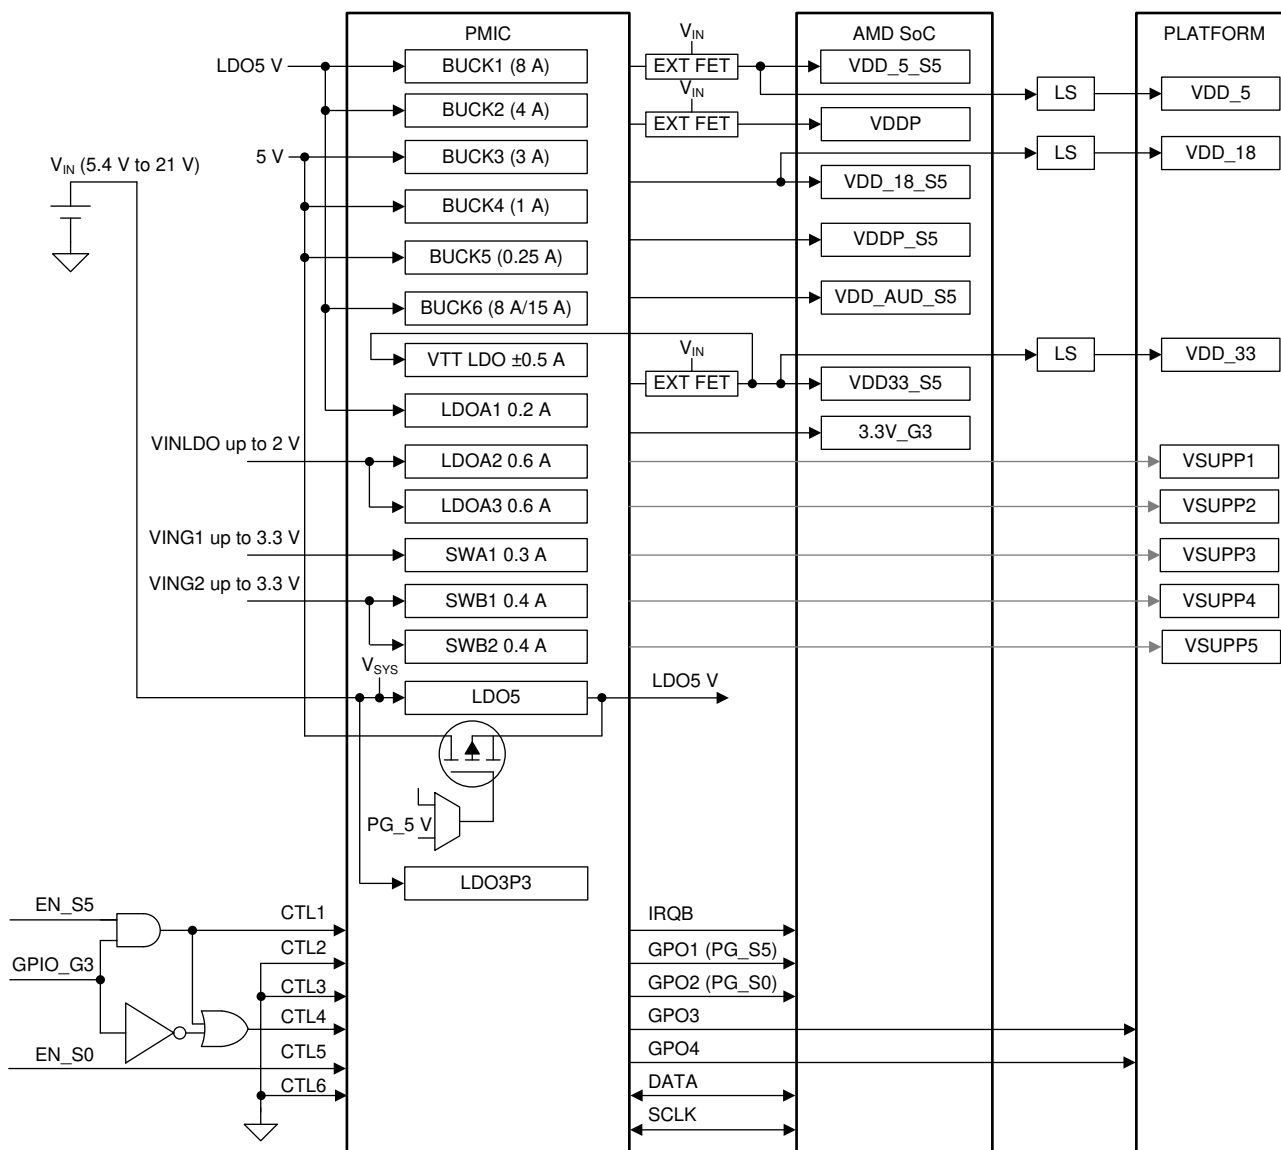 PMIC
V_IN
AMD SoC
PLATFORM
LDO5 V
BUCK1 (8 A)
EXT FET
VDD_5_S5
V_IN
LS
VDD_5
BUCK2 (4 A)
EXT FET
VDDP
5 V
BUCK3 (3 A)
LS
VDD_18
V_IN (5.4 V to 21 V)
VDD_18_S5
BUCK4 (1 A)
VDDP_S5
BUCK5 (0.25 A)
VDD_AUD_S5
BUCK6 (8 A/15 A)
V_IN
VTT LDO ±0.5 A
LS
VDD_33
EXT FET
VDD33_S5
LDOA1 0.2 A
3.3V_G3
VINLDO up to 2 V
LDOA2 0.6 A
VSUPP1
LDOA3 0.6 A
VSUPP2
VING1 up to 3.3 V
SWA1 0.3 A
VSUPP3
VING2 up to 3.3 V
SWB1 0.4 A
VSUPP4
SWB2 0.4 A
VSUPP5
V_SYS
LDO5
LDO5 V
PG_5 V
LDO3P3
EN_S5
CTL1
IRQB
CTL2
GPO1 (PG_S5)
GPIO_G3
CTL3
GPO2 (PG_S0)
CTL4
GPO3
EN_S0
CTL5
GPO4
CTL6
DATA
SCLK